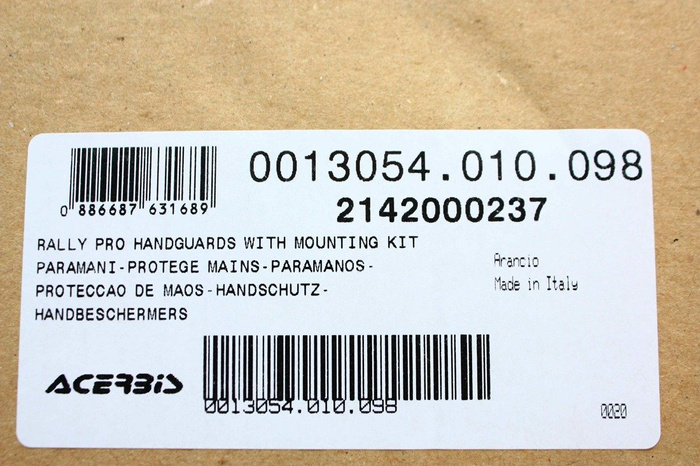 0013054.010.098
0 886687 631689
2142000237
RALLY PRO HANDGUARDS WITH MOUNTING KIT
PARAMANI-PROTEGE MAINS-PARAMANOS-
PROTECCAO DE MAOS-HANDSCHUTZ-
HANDBESCHERMERS
Arancio
Made in Italy
ACERBIS
0013054.010.098
0020